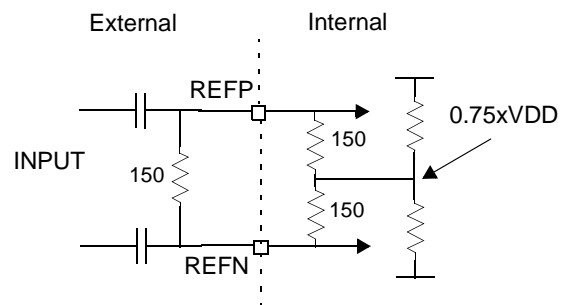 External
Internal
REFP
0.75xVDD
150
INPUT
150
150
REFN